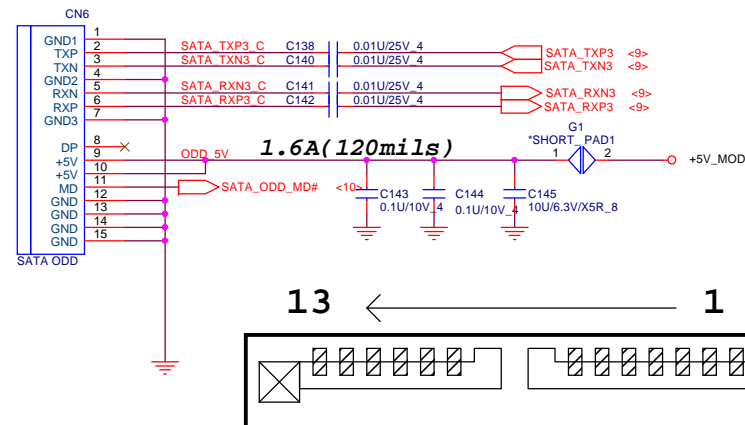 CN6
GND1 1
TXP 2 SATA_TXP3_C C138 0.01U/25V_4 SATA_TXP3 <9>
TXN 3 SATA_TXN3_C C140 0.01U/25V_4 SATA_TXN3 <9>
GND2 4
RXN 5 SATA_RXN3_C C141 0.01U/25V_4 SATA_RXN3 <9>
RXP 6 SATA_RXP3_C C142 0.01U/25V_4 SATA_RXP3 <9>
GND3 7
DP 8
+5V 9 ODD_5V 1.6A(120mils)
G1
*SHORT_PAD1
1 2 +5V_MOD
+5V 10
MD 11 SATA_ODD_MD# <10>
GND 12
GND 13
GND 14
GND 15
SATA ODD
C143
0.1U/10V_4
C144
0.1U/10V_4
C145
10U/6.3V/X5R_8
13 1